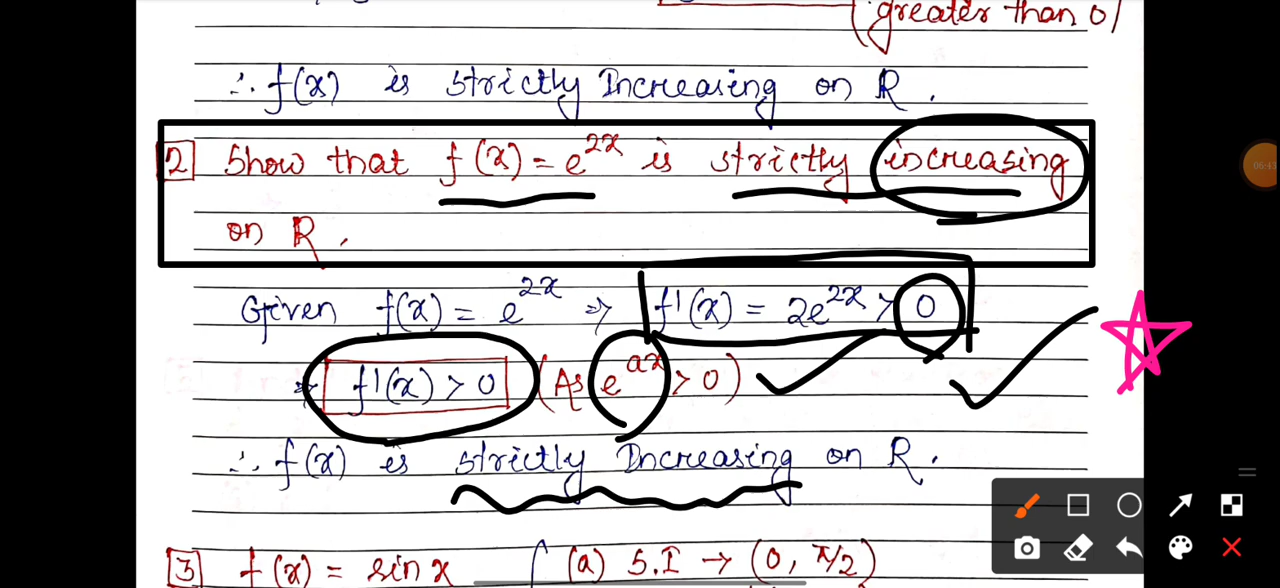 (greater than 0)
∴ f(x) is strictly Increasing on R.
2 Show that f(x) = e^2x is strictly increasing
on R.
Given f(x) = e^2x ⇒ f'(x) = 2e^2x > 0
⇒ f'(x) > 0 (As e^ax > 0)
∴ f(x) is strictly Increasing on R.
3 f(x) = sin x (a) S.I → (0, π/2)